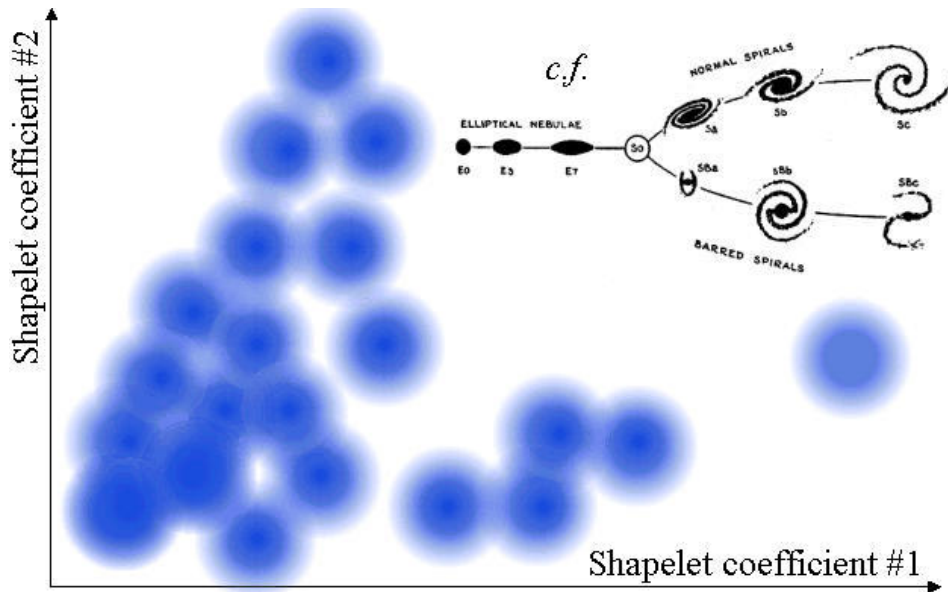 Shapelet coefficient #2
c.f.
NORMAL SPIRALS
Sa
Sb
Sc
ELLIPTICAL NEBULAE
E0
E3
E7
S0
SBa
SBb
SBc
BARRED SPIRALS
Shapelet coefficient #1